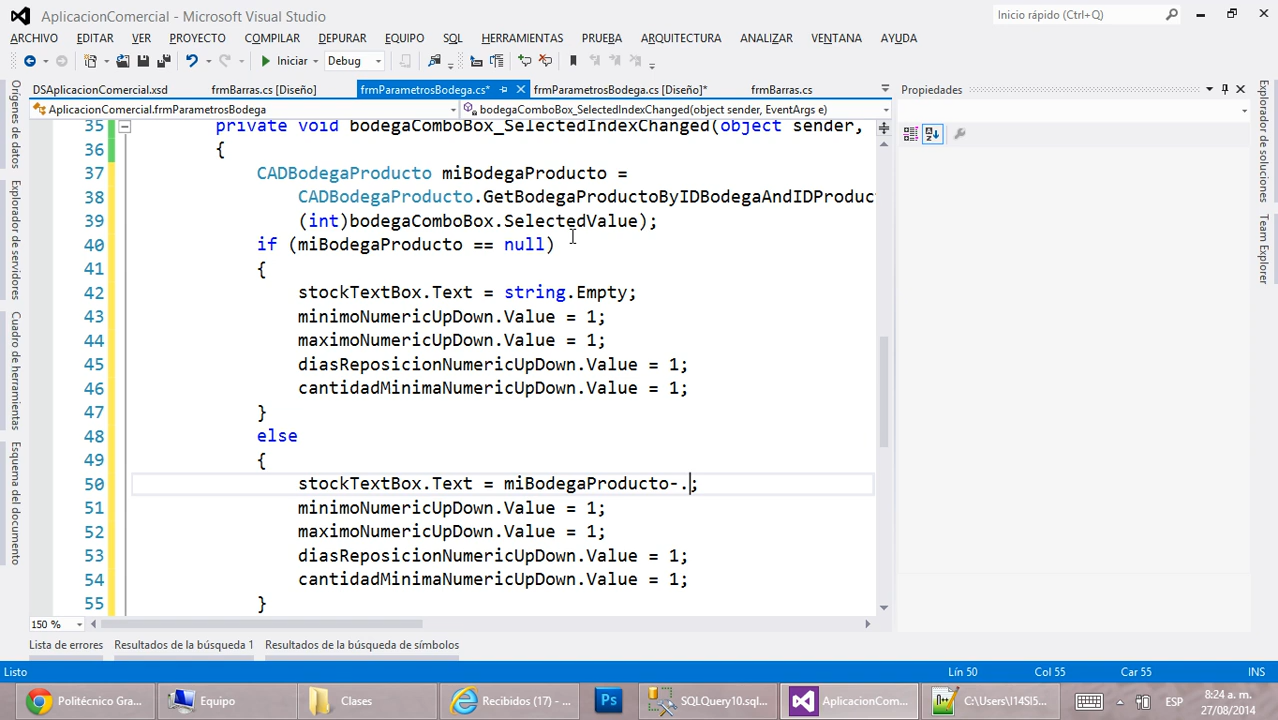 AplicacionComercial - Microsoft Visual Studio
Inicio rápido (Ctrl+Q)
ARCHIVO EDITAR VER PROYECTO COMPILAR DEPURAR EQUIPO SQL HERRAMIENTAS PRUEBA ARQUITECTURA ANALIZAR VENTANA AYUDA
Iniciar Debug
DSAplicacionComercial.xsd frmBarras.cs [Diseño] frmParametrosBodega.cs* frmParametrosBodega.cs [Diseño]* frmBarras.cs
Propiedades
AplicacionComercial.frmParametrosBodega bodegaComboBox_SelectedIndexChanged(object sender, EventArgs e)
35 private void bodegaComboBox_SelectedIndexChanged(object sender,
36 {
37 CADBodegaProducto miBodegaProducto =
38 CADBodegaProducto.GetBodegaProductoByIDBodegaAndIDProduc
39 (int)bodegaComboBox.SelectedValue);
40 if (miBodegaProducto == null)
41 {
42 stockTextBox.Text = string.Empty;
43 minimoNumericUpDown.Value = 1;
44 maximoNumericUpDown.Value = 1;
45 diasReposicionNumericUpDown.Value = 1;
46 cantidadMinimaNumericUpDown.Value = 1;
47 }
48 else
49 {
50 stockTextBox.Text = miBodegaProducto-.;
51 minimoNumericUpDown.Value = 1;
52 maximoNumericUpDown.Value = 1;
53 diasReposicionNumericUpDown.Value = 1;
54 cantidadMinimaNumericUpDown.Value = 1;
55 }
150 %
Orígenes de datos
Explorador de servidores
Cuadro de herramientas
Esquema del documento
Explorador de soluciones
Team Explorer
Lista de errores Resultados de la búsqueda 1 Resultados de la búsqueda de símbolos
Listo Lín 50 Col 55 Car 55 INS
Politécnico Gra... Equipo Clases Recibidos (17) - ... Ps SQLQuery10.sql... AplicacionCom... C:\Users\I14SI5... ESP
8:24 a. m.
27/08/2014